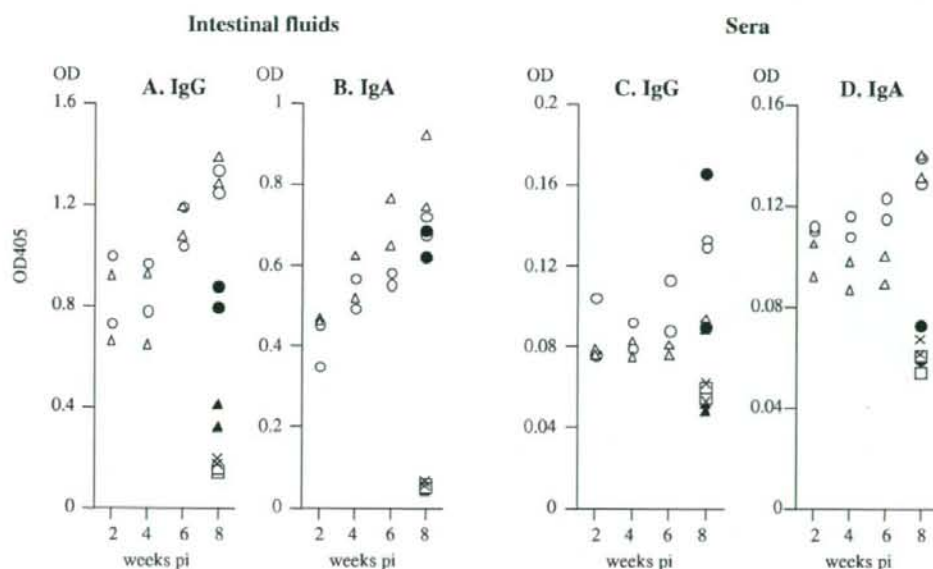 Intestinal fluids
Sera
OD
A. IgG
OD
B. IgA
OD
C. IgG
OD
D. IgA
OD405
1.6
1.2
0.8
0.4
0
2 4 6 8
weeks pi
1
0.8
0.6
0.4
0.2
0
2 4 6 8
weeks pi
0.2
0.16
0.12
0.08
0.04
0
2 4 6 8
weeks pi
0.16
0.12
0.08
0.04
0
2 4 6 8
weeks pi